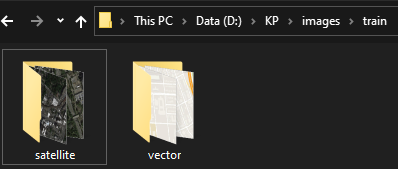 This PC > Data (D:) > KP > images > train
satellite
vector